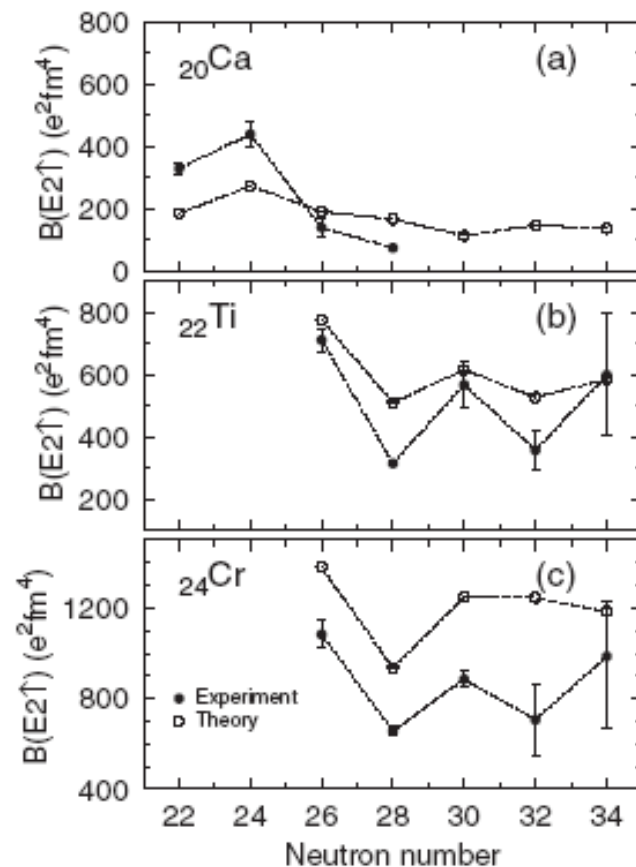 800
600
400
200
0
B(E2↑) (e²fm⁴)
₂₀Ca
(a)
800
600
400
200
B(E2↑) (e²fm⁴)
₂₂Ti
(b)
1200
800
400
B(E2↑) (e²fm⁴)
₂₄Cr
(c)
Experiment
Theory
22 24 26 28 30 32 34
Neutron number